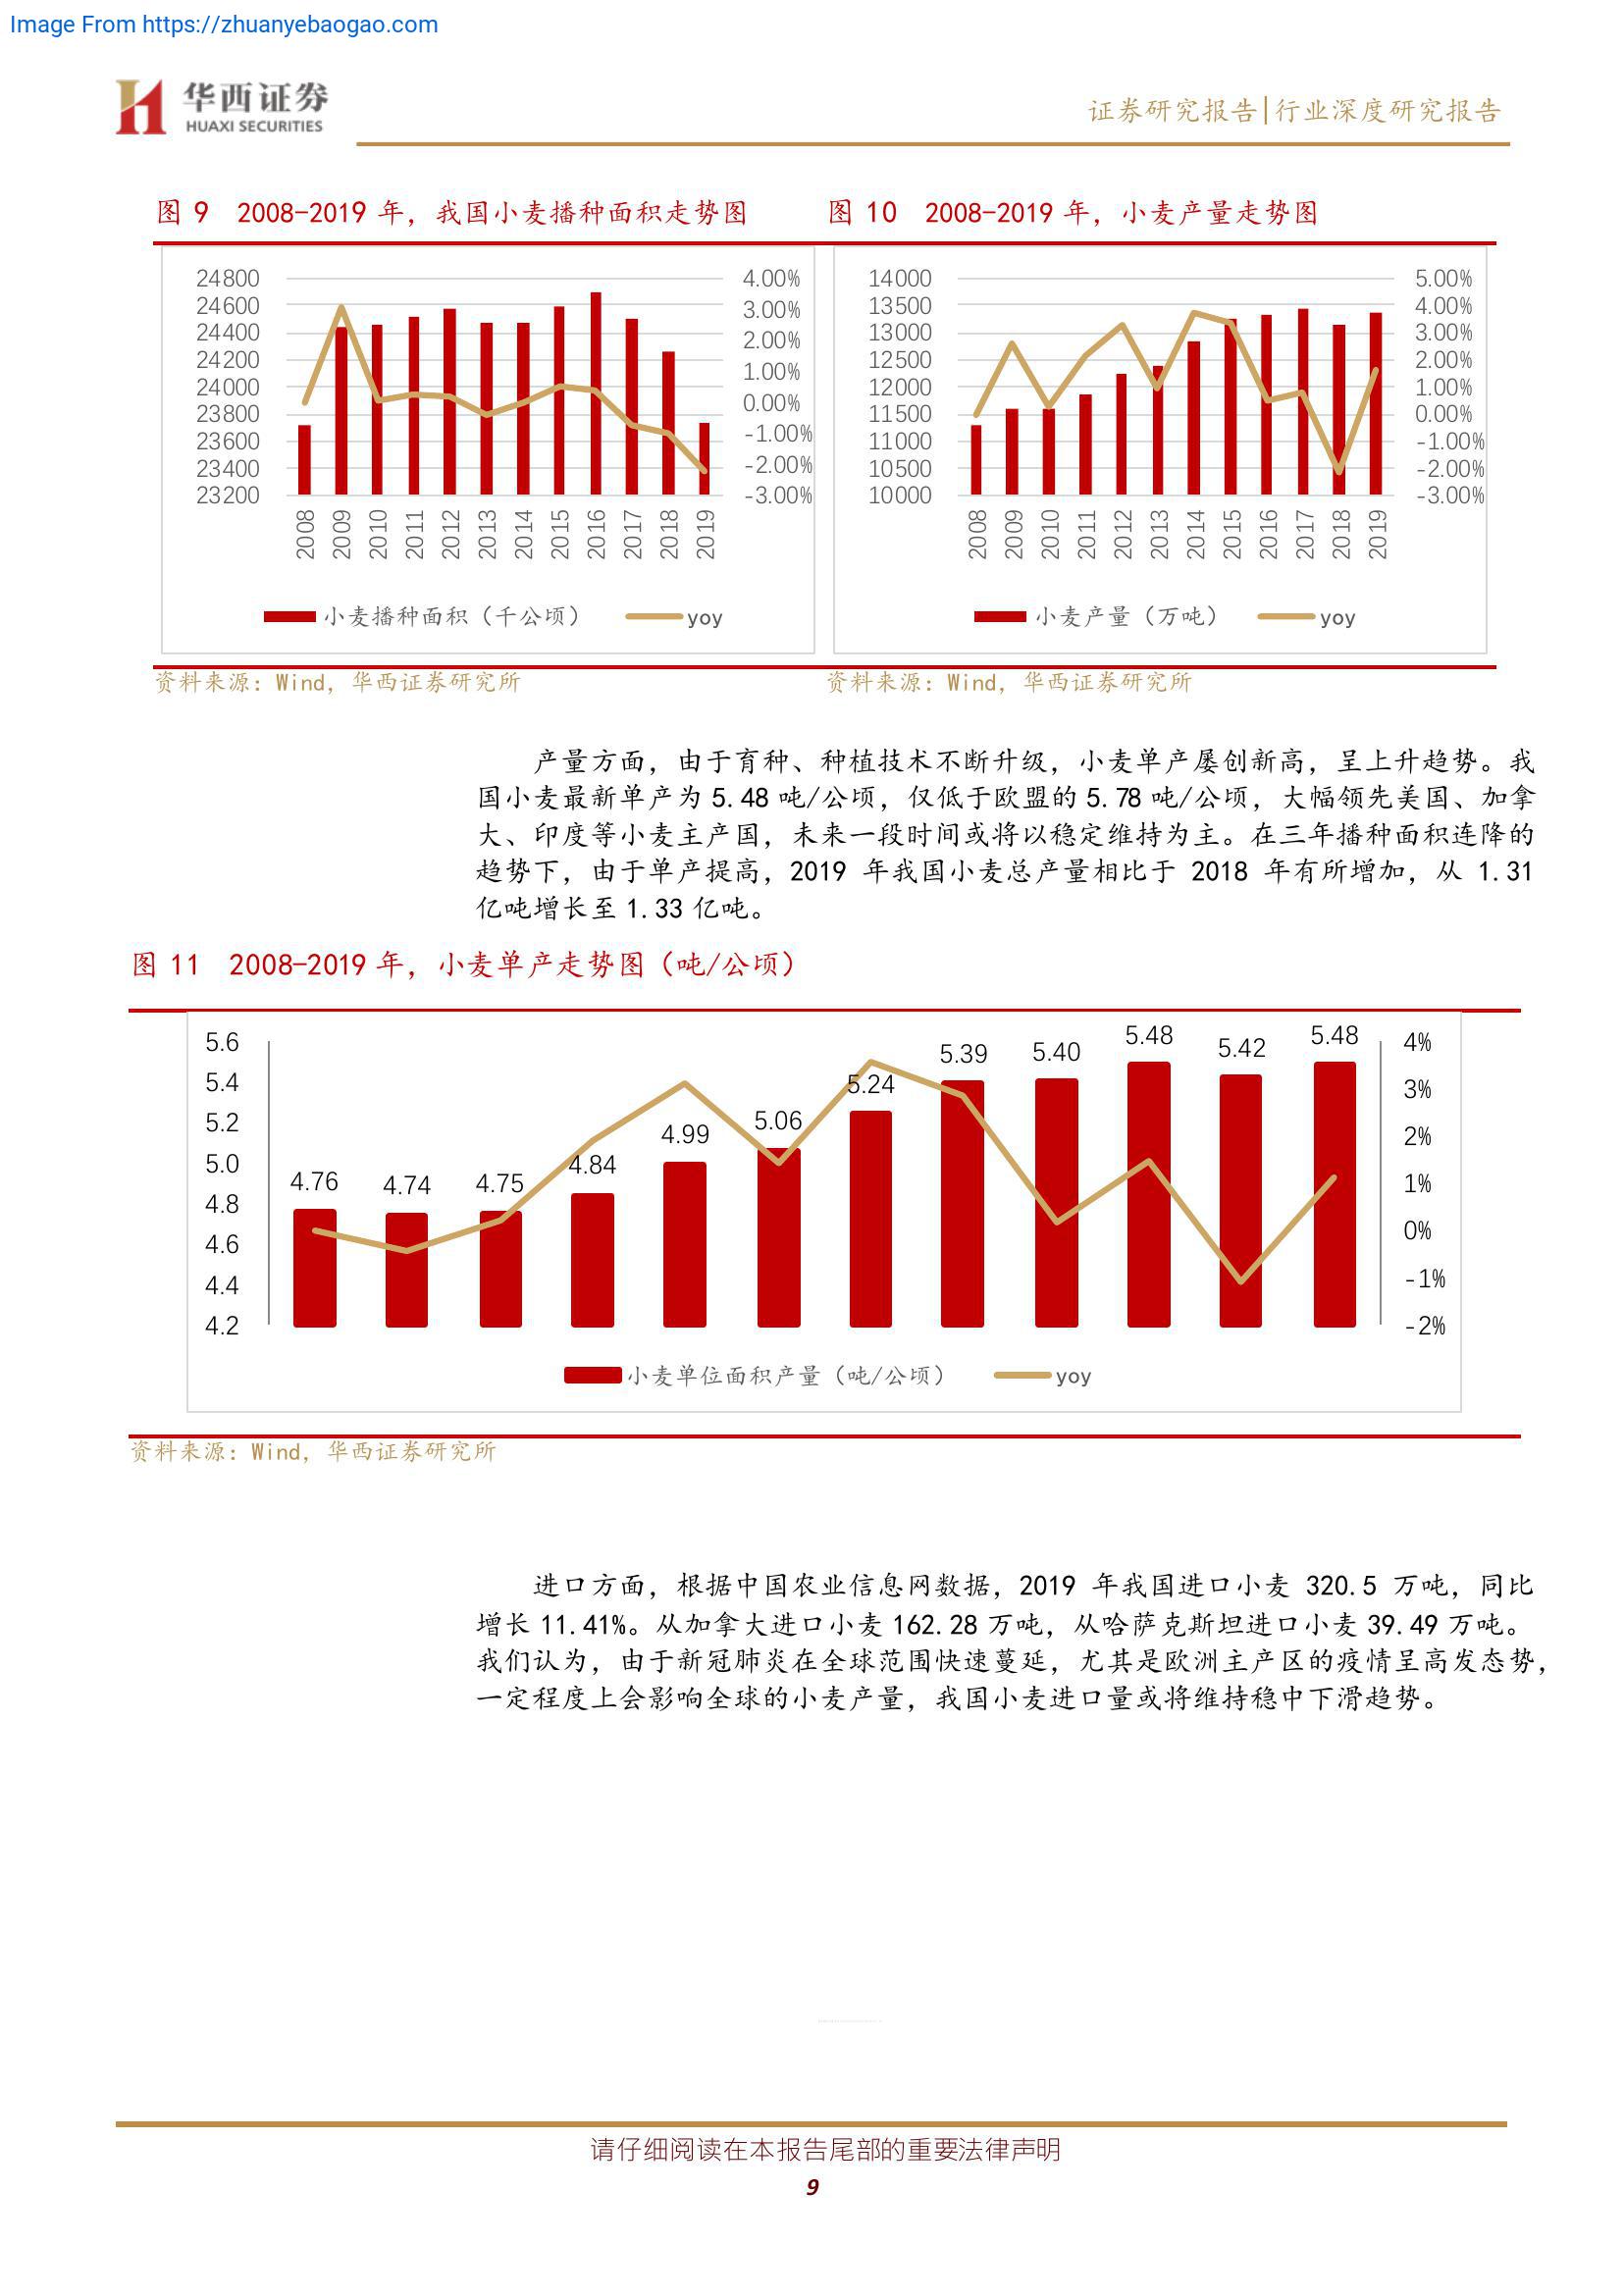 Image From https://zhuanyebaogao.com
华西证券
HUAXI SECURITIES
证券研究报告|行业深度研究报告
图 9 2008-2019 年，我国小麦播种面积走势图
24800
24600
24400
24200
24000
23800
23600
23400
23200
4.00%
3.00%
2.00%
1.00%
0.00%
-1.00%
-2.00%
-3.00%
2008 2009 2010 2011 2012 2013 2014 2015 2016 2017 2018 2019
小麦播种面积（千公顷） yoy
资料来源：Wind，华西证券研究所
图 10 2008-2019 年，小麦产量走势图
14000
13500
13000
12500
12000
11500
11000
10500
10000
5.00%
4.00%
3.00%
2.00%
1.00%
0.00%
-1.00%
-2.00%
-3.00%
2008 2009 2010 2011 2012 2013 2014 2015 2016 2017 2018 2019
小麦产量（万吨） yoy
资料来源：Wind，华西证券研究所
产量方面，由于育种、种植技术不断升级，小麦单产屡创新高，呈上升趋势。我
国小麦最新单产为 5.48 吨/公顷，仅低于欧盟的 5.78 吨/公顷，大幅领先美国、加拿
大、印度等小麦主产国，未来一段时间或将以稳定维持为主。在三年播种面积连降的
趋势下，由于单产提高，2019 年我国小麦总产量相比于 2018 年有所增加，从 1.31
亿吨增长至 1.33 亿吨。
图 11 2008-2019 年，小麦单产走势图（吨/公顷）
5.6
5.4
5.2
5.0
4.8
4.6
4.4
4.2
4.76 4.74 4.75 4.84 4.99 5.06 5.24 5.39 5.40 5.48 5.42 5.48
4%
3%
2%
1%
0%
-1%
-2%
小麦单位面积产量（吨/公顷） yoy
资料来源：Wind，华西证券研究所
进口方面，根据中国农业信息网数据，2019 年我国进口小麦 320.5 万吨，同比
增长 11.41%。从加拿大进口小麦 162.28 万吨，从哈萨克斯坦进口小麦 39.49 万吨。
我们认为，由于新冠肺炎在全球范围快速蔓延，尤其是欧洲主产区的疫情呈高发态势，
一定程度上会影响全球的小麦产量，我国小麦进口量或将维持稳中下滑趋势。
请仔细阅读在本报告尾部的重要法律声明
9